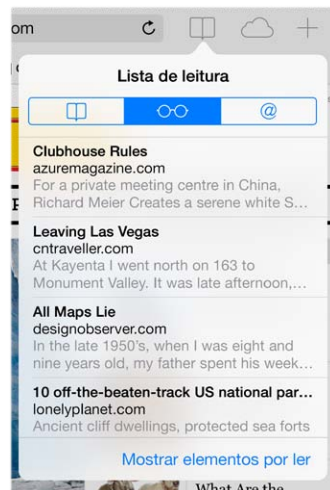 om
Lista de leitura
@
Clubhouse Rules
azuremagazine.com
For a private meeting centre in China,
Richard Meier Creates a serene white S...
Leaving Las Vegas
cntraveller.com
At Kayenta I went north on 163 to
Monument Valley. It was late afternoon,...
All Maps Lie
designobserver.com
In the late 1950's, when I was eight and
nine years old, my father spent his week...
10 off-the-beaten-track US national par...
lonelyplanet.com
Ancient cliff dwellings, protected sea forts
Mostrar elementos por ler
What Are the